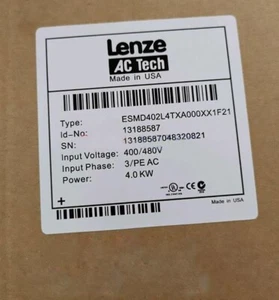 Lenze
AC Tech
Made in USA
Type: ESMD402L4TXA000XX1F21
Id-No: 13188587
SN: 13188587048320821
Input Voltage: 400/480V
Input Phase: 3/PE AC
Power: 4.0 KW
Made in USA